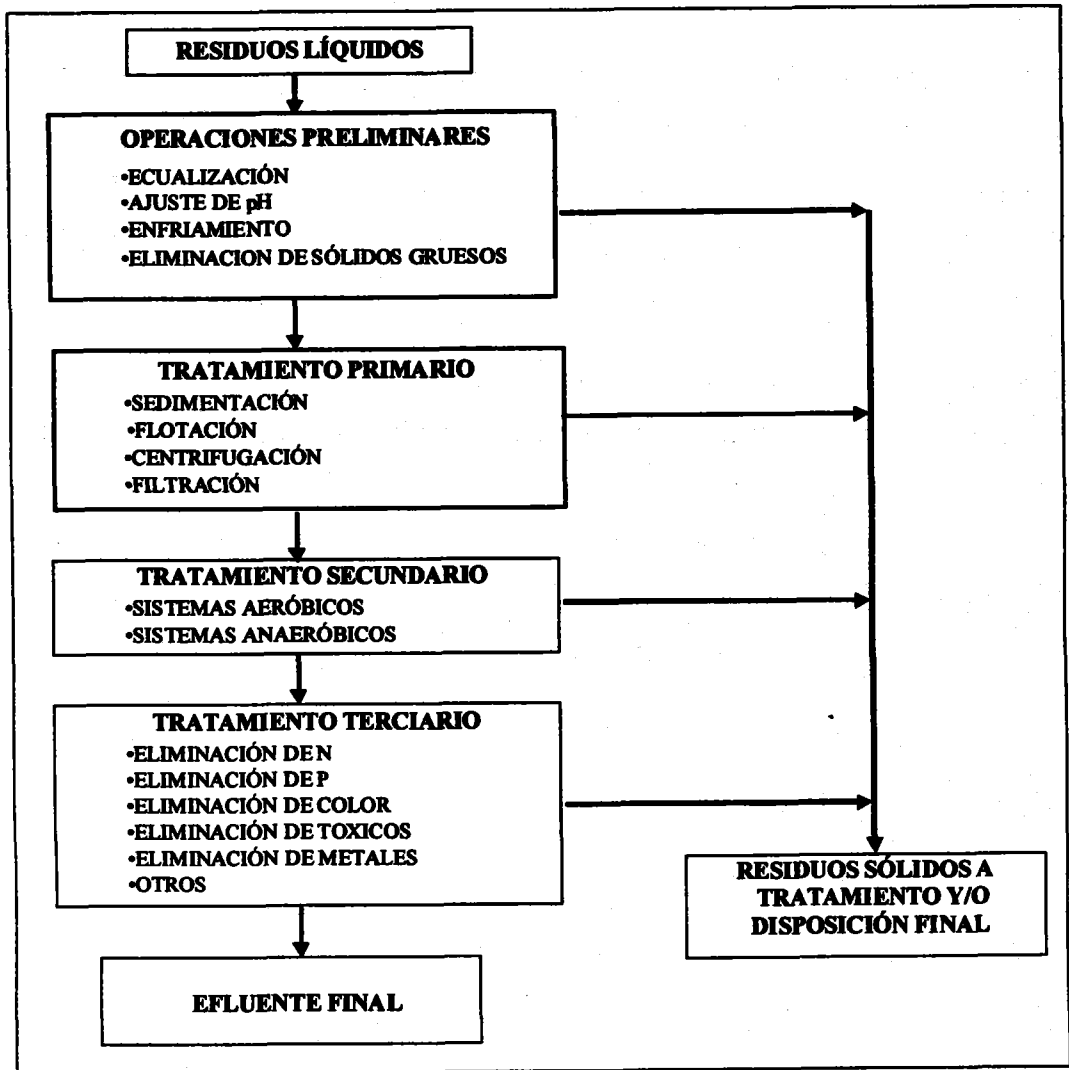 RESIDUOS LÍQUIDOS
OPERACIONES PRELIMINARES
•ECUALIZACIÓN
•AJUSTE DE pH
•ENFRIAMIENTO
•ELIMINACION DE SÓLIDOS GRUESOS
TRATAMIENTO PRIMARIO
•SEDIMENTACIÓN
•FLOTACIÓN
•CENTRIFUGACIÓN
•FILTRACIÓN
TRATAMIENTO SECUNDARIO
•SISTEMAS AERÓBICOS
•SISTEMAS ANAERÓBICOS
TRATAMIENTO TERCIARIO
•ELIMINACIÓN DE N
•ELIMINACIÓN DE P
•ELIMINACIÓN DE COLOR
•ELIMINACIÓN DE TOXICOS
•ELIMINACIÓN DE METALES
•OTROS
RESIDUOS SÓLIDOS A
TRATAMIENTO Y/O
DISPOSICIÓN FINAL
EFLUENTE FINAL